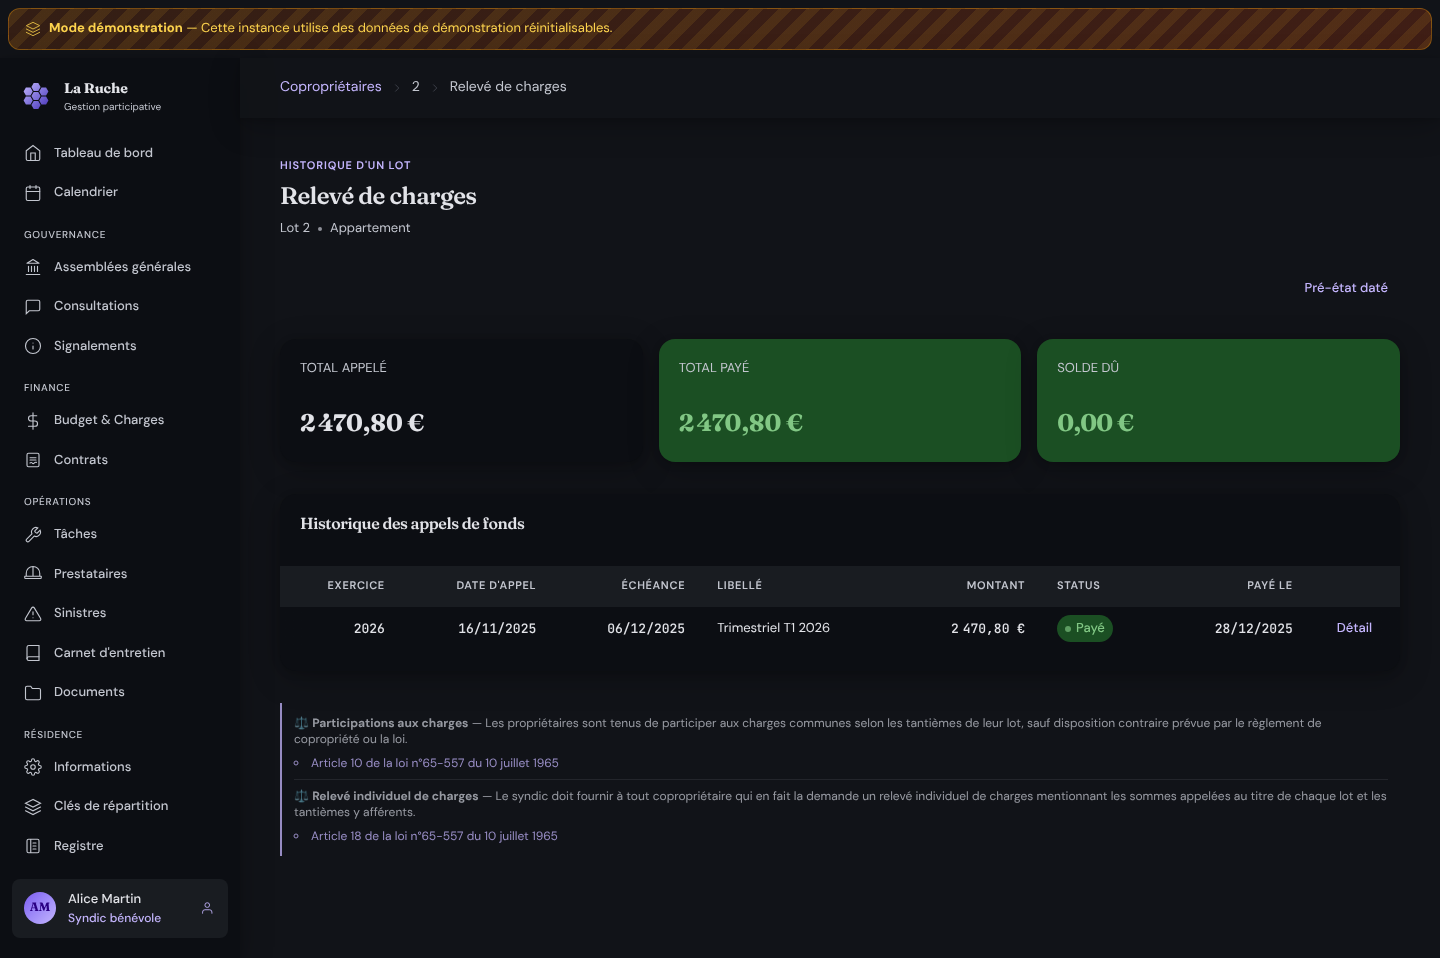 Mode démonstration — Cette instance utilise des données de démonstration réinitialisables.
La Ruche
Gestion participative
Tableau de bord
Calendrier
GOUVERNANCE
Assemblées générales
Consultations
Signalements
FINANCE
Budget & Charges
Contrats
OPÉRATIONS
Tâches
Prestataires
Sinistres
Carnet d'entretien
Documents
RÉSIDENCE
Informations
Clés de répartition
Registre
AM
Alice Martin
Syndic bénévole
Copropriétaires > 2 > Relevé de charges
HISTORIQUE D'UN LOT
Relevé de charges
Lot 2 • Appartement
Pré-état daté
TOTAL APPELÉ
2 470,80 €
TOTAL PAYÉ
2 470,80 €
SOLDE DÛ
0,00 €
Historique des appels de fonds
EXERCICE DATE D'APPEL ÉCHÉANCE LIBELLÉ MONTANT STATUS PAYÉ LE
2026 16/11/2025 06/12/2025 Trimestriel T1 2026 2 470,80 € Payé 28/12/2025 Détail
⚖️ Participations aux charges — Les propriétaires sont tenus de participer aux charges communes selon les tantièmes de leur lot, sauf disposition contraire prévue par le règlement de
copropriété ou la loi.
Article 10 de la loi n°65-557 du 10 juillet 1965
⚖️ Relevé individuel de charges — Le syndic doit fournir à tout copropriétaire qui en fait la demande un relevé individuel de charges mentionnant les sommes appelées au titre de chaque lot et les
tantièmes y afférents.
Article 18 de la loi n°65-557 du 10 juillet 1965